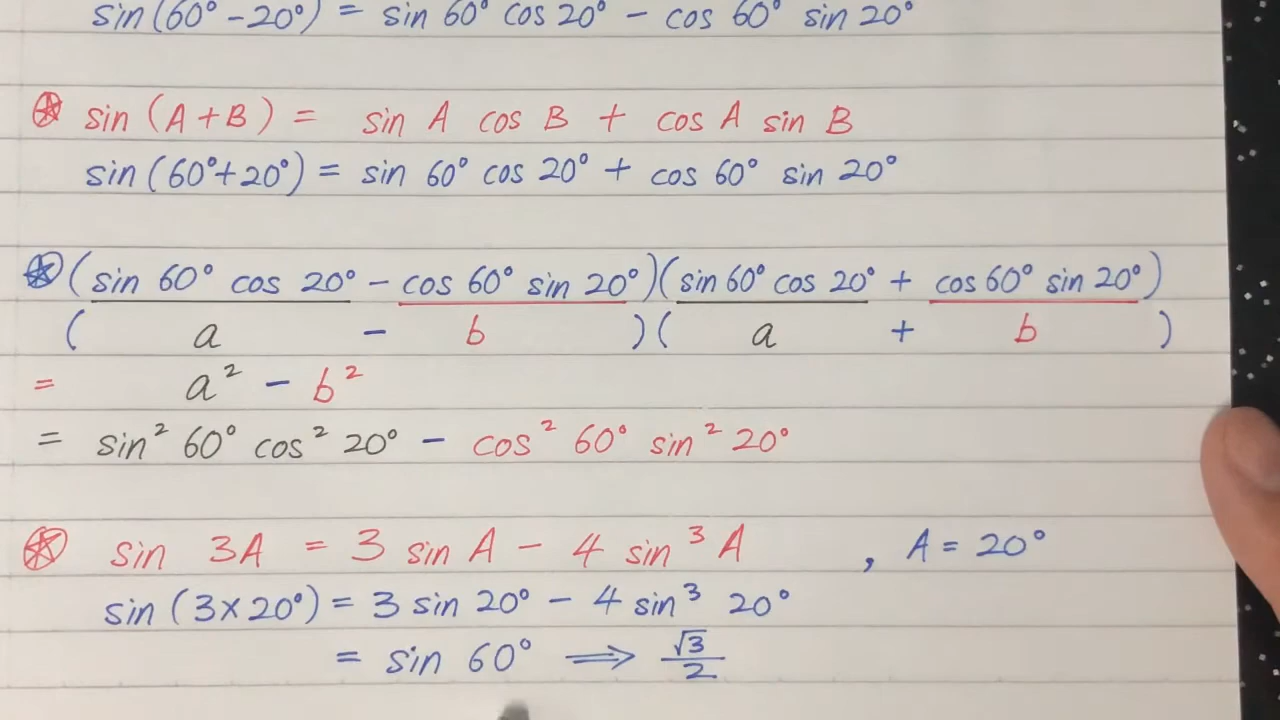 sin (60° - 20°) = sin 60° cos 20° - cos 60° sin 20°
sin (A + B) = sin A cos B + cos A sin B
sin (60° + 20°) = sin 60° cos 20° + cos 60° sin 20°
(sin 60° cos 20° - cos 60° sin 20°)(sin 60° cos 20° + cos 60° sin 20°)
( a - b )( a + b )
= a² - b²
= sin² 60° cos² 20° - cos² 60° sin² 20°
sin 3A = 3 sin A - 4 sin³ A , A = 20°
sin (3 × 20°) = 3 sin 20° - 4 sin³ 20°
= sin 60° ⟹ √3/2